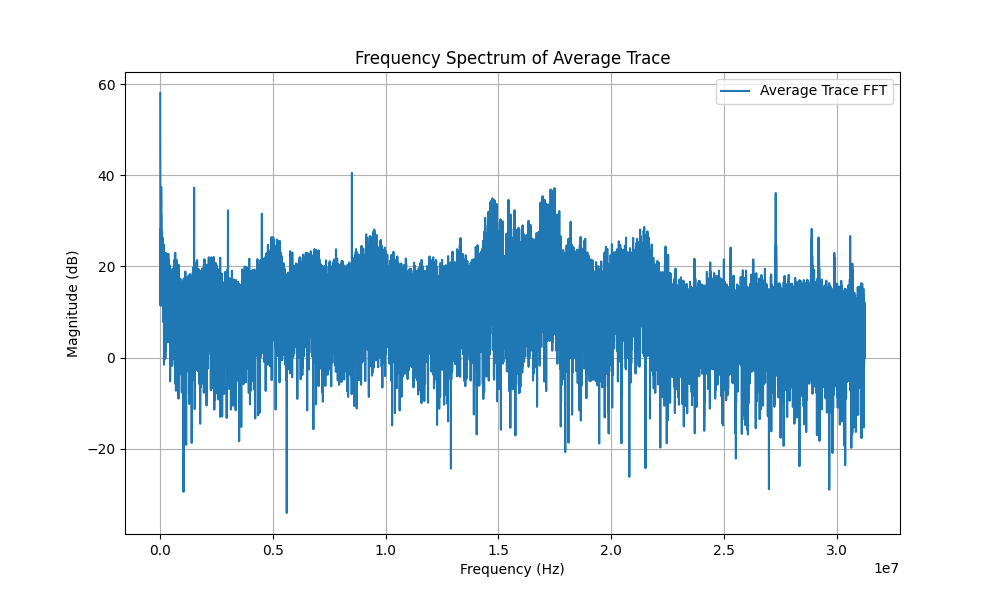 Frequency Spectrum of Average Trace
Average Trace FFT
60
40
20
0
−20
Magnitude (dB)
0.0 0.5 1.0 1.5 2.0 2.5 3.0
1e7
Frequency (Hz)